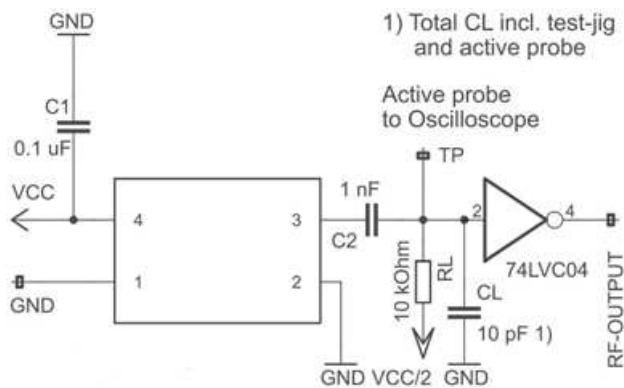 GND
1) Total CL incl. test-jig
and active probe
C1
0.1 uF
Active probe
to Oscilloscope
TP
VCC
1 nF
4
3
C2
2
4
74LVC04
1
2
GND
10 kOhm
RL
CL
10 pF 1)
RF-OUTPUT
GND
VCC/2
GND